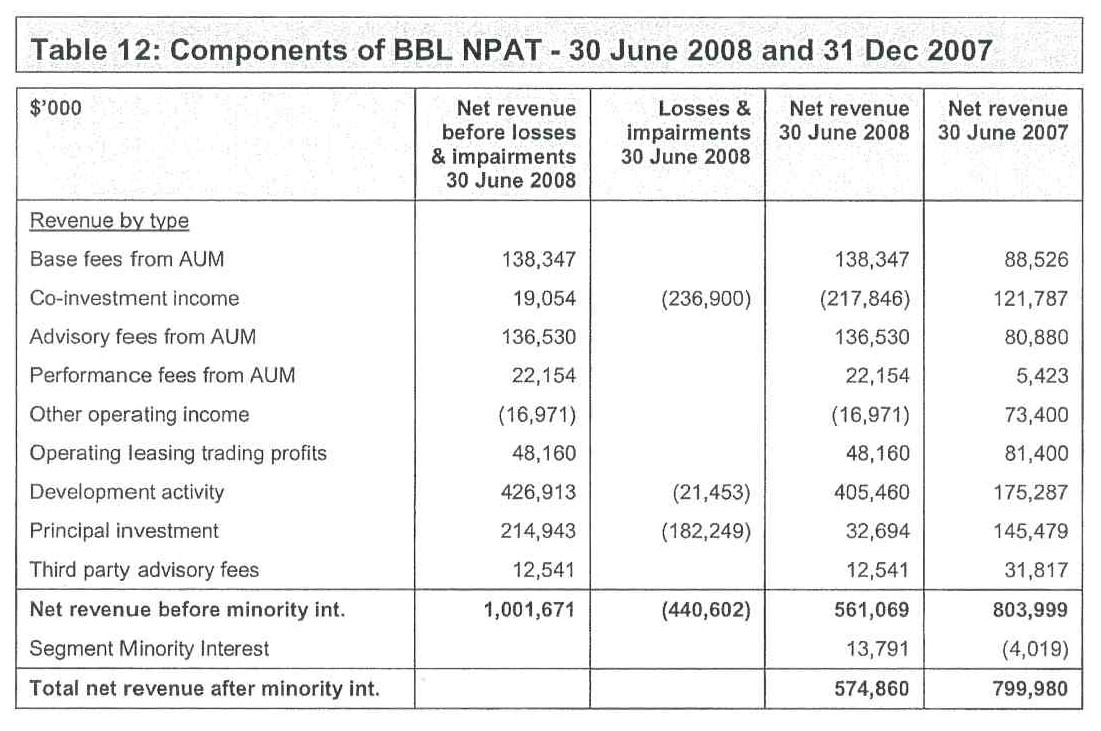 Table 12: Components of BBL NPAT - 30 June 2008 and 31 Dec 2007
$'000 Net revenue before losses & impairments 30 June 2008 Losses & impairments 30 June 2008 Net revenue 30 June 2008 Net revenue 30 June 2007
Revenue by type
Base fees from AUM 138,347 138,347 88,526
Co-investment income 19,054 (236,900) (217,846) 121,787
Advisory fees from AUM 136,530 136,530 80,880
Performance fees from AUM 22,154 22,154 5,423
Other operating income (16,971) (16,971) 73,400
Operating leasing trading profits 48,160 48,160 81,400
Development activity 426,913 (21,453) 405,460 175,287
Principal investment 214,943 (182,249) 32,694 145,479
Third party advisory fees 12,541 12,541 31,817
Net revenue before minority int. 1,001,671 (440,602) 561,069 803,999
Segment Minority Interest 13,791 (4,019)
Total net revenue after minority int. 574,860 799,980